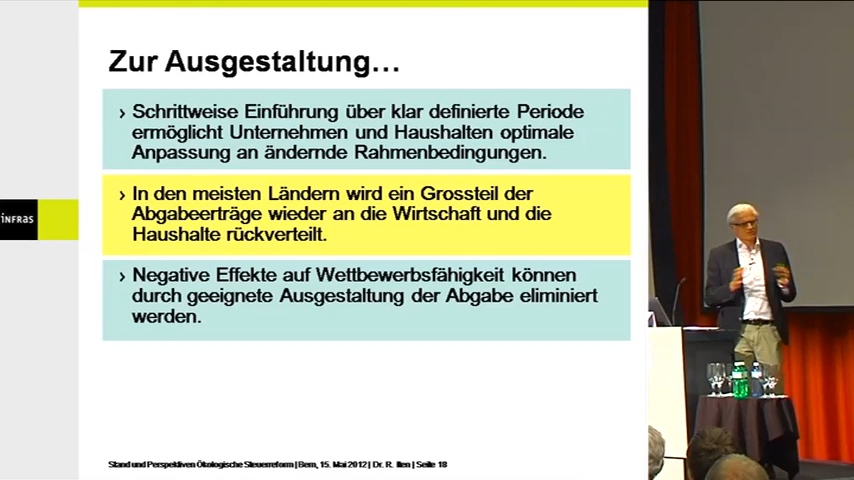 Zur Ausgestaltung…
› Schrittweise Einführung über klar definierte Periode
ermöglicht Unternehmen und Haushalten optimale
Anpassung an ändernde Rahmenbedingungen.
› In den meisten Ländern wird ein Grossteil der
Abgabeerträge wieder an die Wirtschaft und die
Haushalte rückverteilt.
› Negative Effekte auf Wettbewerbsfähigkeit können
durch geeignete Ausgestaltung der Abgabe eliminiert
werden.
INFRAS
Stand und Perspektiven Ökologische Steuerreform | Bern, 15. Mai 2012 | Dr. R. Iten | Seite 18